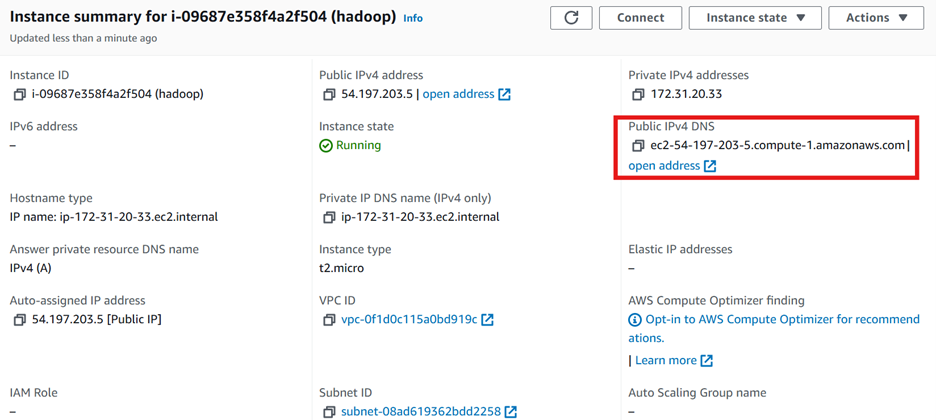 Instance summary for i-09687e358f4a2f504 (hadoop) Info
Updated less than a minute ago
Connect
Instance state
Actions
Instance ID
i-09687e358f4a2f504 (hadoop)
Public IPv4 address
54.197.203.5 | open address
Private IPv4 addresses
172.31.20.33
IPv6 address
–
Instance state
Running
Public IPv4 DNS
ec2-54-197-203-5.compute-1.amazonaws.com |
open address
Hostname type
IP name: ip-172-31-20-33.ec2.internal
Private IP DNS name (IPv4 only)
ip-172-31-20-33.ec2.internal
Answer private resource DNS name
IPv4 (A)
Instance type
t2.micro
Elastic IP addresses
–
Auto-assigned IP address
54.197.203.5 [Public IP]
VPC ID
vpc-0f1d0c115a0bd919c
AWS Compute Optimizer finding
Opt-in to AWS Compute Optimizer for recommend
ations.
| Learn more
IAM Role
–
Subnet ID
subnet-08ad619362bdd2258
Auto Scaling Group name
–